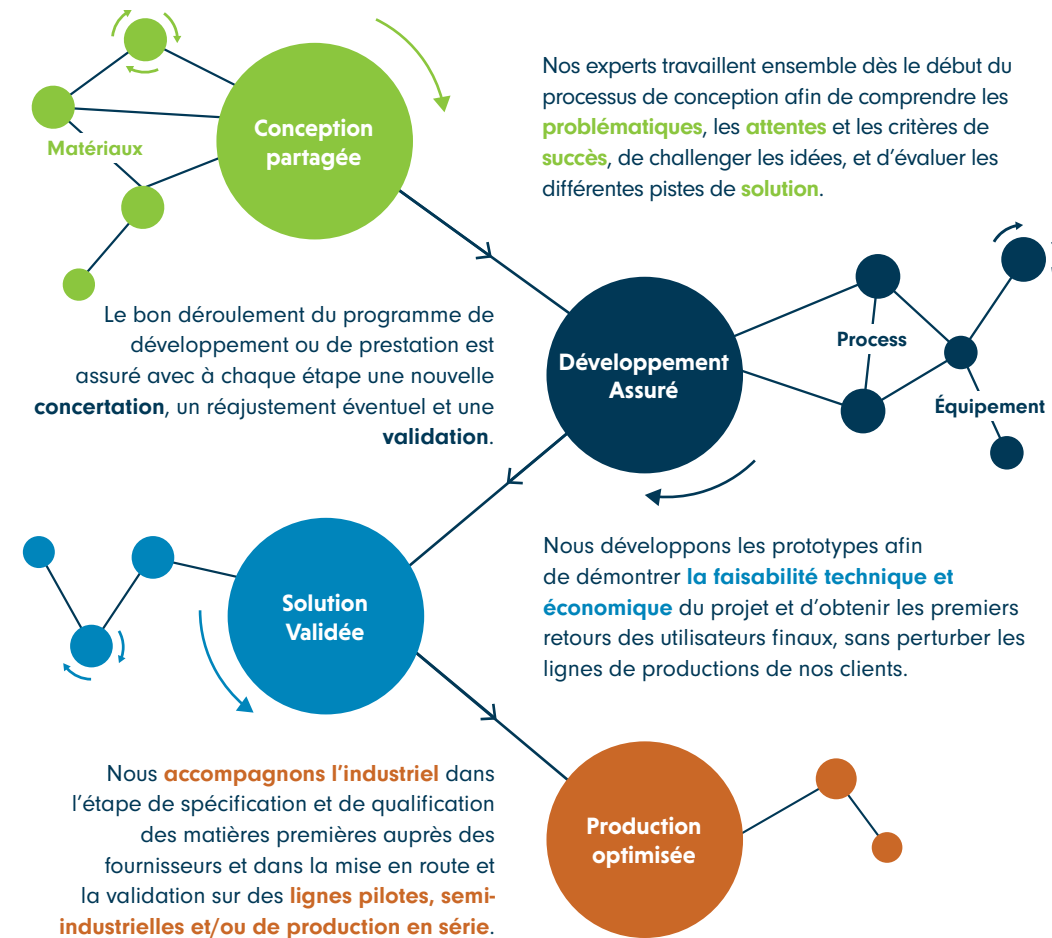 Matériaux
Conception
partagée
Nos experts travaillent ensemble dès le début du
processus de conception afin de comprendre les
problématiques, les attentes et les critères de
succès, de challenger les idées, et d’évaluer les
différentes pistes de solution.
Le bon déroulement du programme de
développement ou de prestation est
assuré avec à chaque étape une nouvelle
concertation, un réajustement éventuel et une
validation.
Développement
Assuré
Process
Équipement
Solution
Validée
Nous développons les prototypes afin
de démontrer la faisabilité technique et
économique du projet et d’obtenir les premiers
retours des utilisateurs finaux, sans perturber les
lignes de productions de nos clients.
Nous accompagnons l’industriel dans
l’étape de spécification et de qualification
des matières premières auprès des
fournisseurs et dans la mise en route et
la validation sur des lignes pilotes, semi-
industrielles et/ou de production en série.
Production
optimisée